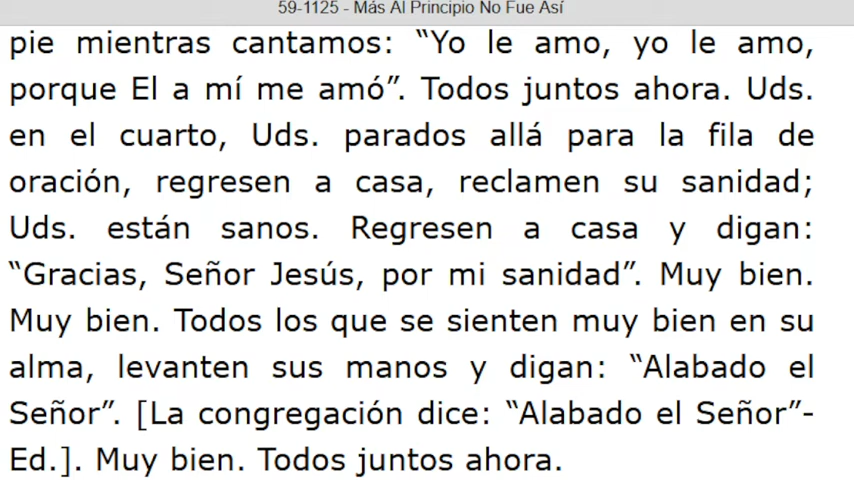 59-1125 - Más Al Principio No Fue Así
pie mientras cantamos: “Yo le amo, yo le amo,
porque El a mí me amó”. Todos juntos ahora. Uds.
en el cuarto, Uds. parados allá para la fila de
oración, regresen a casa, reclamen su sanidad;
Uds. están sanos. Regresen a casa y digan:
“Gracias, Señor Jesús, por mi sanidad”. Muy bien.
Muy bien. Todos los que se sienten muy bien en su
alma, levanten sus manos y digan: “Alabado el
Señor”. [La congregación dice: “Alabado el Señor”-
Ed.]. Muy bien. Todos juntos ahora.